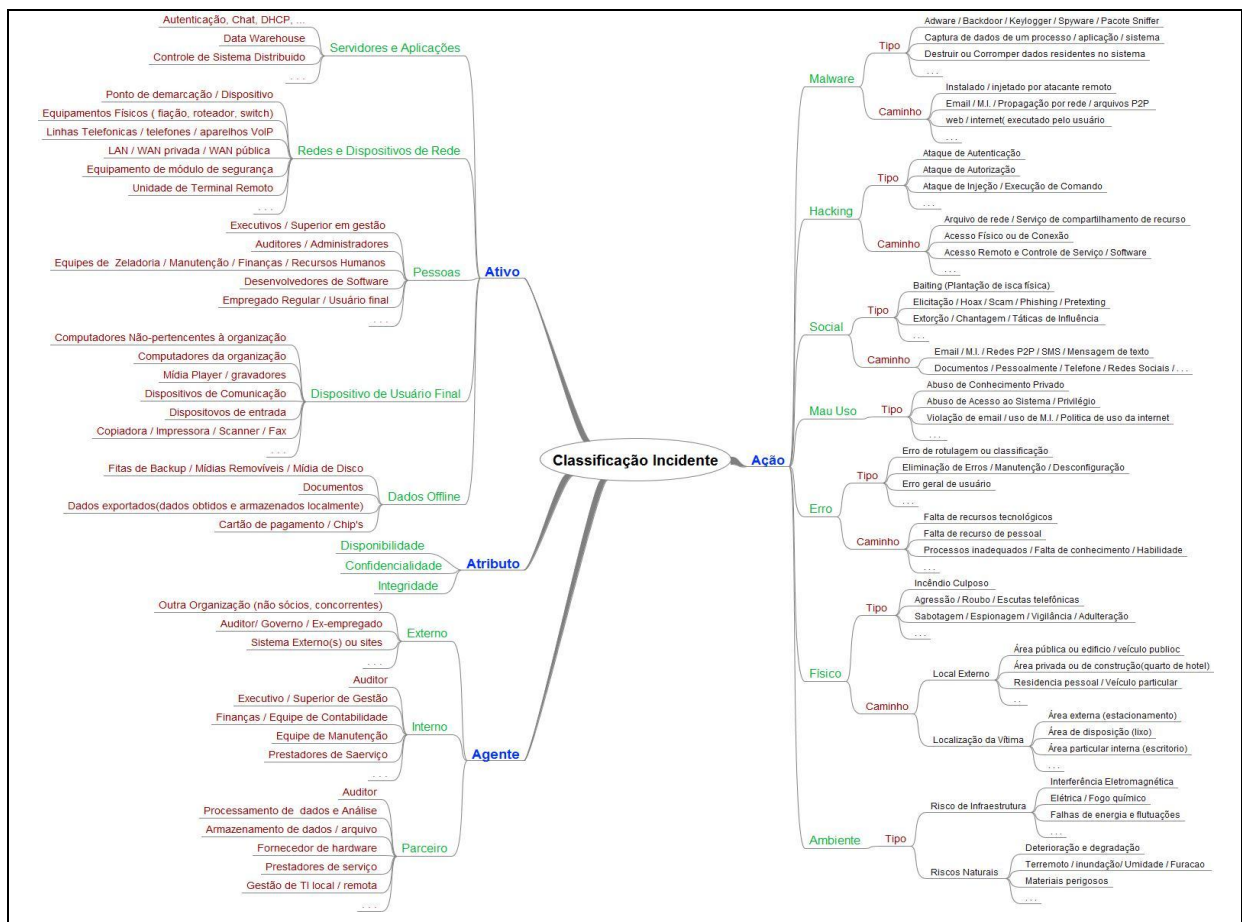 Autenticação, Chat, DHCP, ...
Data Warehouse
Controle de Sistema Distribuido
. . .
Servidores e Aplicações
Ponto de demarcação / Dispositivo
Equipamentos Físicos ( fiação, roteador, switch)
Linhas Telefonicas / telefones / aparelhos VoIP
LAN / WAN privada / WAN pública
Equipamento de módulo de segurança
Unidade de Terminal Remoto
. . .
Redes e Dispositivos de Rede
Executivos / Superior em gestão
Auditores / Administradores
Equipes de Zeladoria / Manutenção / Finanças / Recursos Humanos
Desenvolvedores de Software
Empregado Regular / Usuário final
. . .
Pessoas
Ativo
Computadores Não-pertencentes à organização
Computadores da organização
Mídia Player / gravadores
Dispositivos de Comunicação
Dispositovos de entrada
Copiadora / Impressora / Scanner / Fax
. . .
Dispositivo de Usuário Final
Fitas de Backup / Mídias Removíveis / Mídia de Disco
Documentos
Dados exportados(dados obtidos e armazenados localmente)
Cartão de pagamento / Chip's
Dados Offline
Disponibilidade
Confidencialidade
Integridade
Atributo
Outra Organização (não sócios, concorrentes)
Auditor/ Governo / Ex-empregado
Sistema Externo(s) ou sites
. . .
Externo
Auditor
Executivo / Superior de Gestão
Finanças / Equipe de Contabilidade
Equipe de Manutenção
Prestadores de Saerviço
. . .
Interno
Agente
Auditor
Processamento de dados e Análise
Armazenamento de dados / arquivo
Fornecedor de hardware
Prestadores de serviço
Gestão de TI local / remota
. . .
Parceiro
Classificação Incidente
Ação
Malware
Tipo
Adware / Backdoor / Keylogger / Spyware / Pacote Sniffer
Captura de dados de um processo / aplicação / sistema
Destruir ou Corromper dados residentes no sistema
. . .
Caminho
Instalado / injetado por atacante remoto
Email / M.I. / Propagação por rede / arquivos P2P
web / internet( executado pelo usuário
. . .
Hacking
Tipo
Ataque de Autenticação
Ataque de Autorização
Ataque de Injeção / Execução de Comando
. . .
Caminho
Arquivo de rede / Serviço de compartilhamento de recurso
Acesso Físico ou de Conexão
Acesso Remoto e Controle de Serviço / Software
. . .
Social
Tipo
Baiting (Plantação de isca física)
Elicitação / Hoax / Scam / Phishing / Pretexting
Extorção / Chantagem / Táticas de Influência
. . .
Caminho
Email / M.I. / Redes P2P / SMS / Mensagem de texto
Documentos / Pessoalmente / Telefone / Redes Sociais / . . .
Mau Uso
Tipo
Abuso de Conhecimento Privado
Abuso de Acesso ao Sistema / Privilégio
Violação de email / uso de M.I. / Politica de uso da internet
. . .
Erro
Tipo
Erro de rotulagem ou classificação
Eliminação de Erros / Manutenção / Desconfiguração
Erro geral de usuário
. . .
Caminho
Falta de recursos tecnológicos
Falta de recurso de pessoal
Processos inadequados / Falta de conhecimento / Habilidade
. . .
Físico
Tipo
Incêndio Culposo
Agressão / Roubo / Escutas telefônicas
Sabotagem / Espionagem / Vigilância / Adulteração
. . .
Caminho
Local Externo
Área pública ou edificio / veículo publioc
Área privada ou de construção(quarto de hotel)
Residencia pessoal / Veículo particular
. .
Localização da Vítima
Área externa (estacionamento)
Área de disposição (lixo)
Área particular interna (escritorio)
. . .
Ambiente
Tipo
Risco de Infraestrutura
Interferência Eletromagnética
Elétrica / Fogo químico
Falhas de energia e flutuações
. . .
Riscos Naturais
Deterioração e degradação
Terremoto / inundação/ Umidade / Furacao
Materiais perigosos
. . .